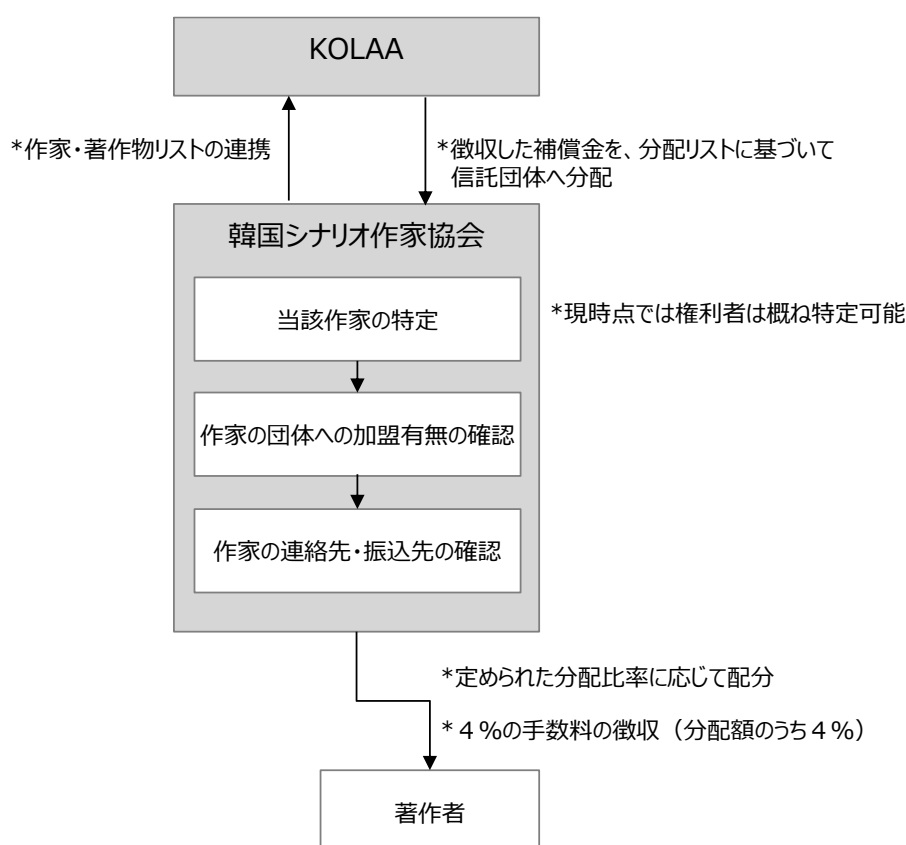 KOLAA
*作家・著作物リストの連携
*徴収した補償金を、分配リストに基づいて
信託団体へ分配
韓国シナリオ作家協会
当該作家の特定
*現時点では権利者は概ね特定可能
作家の団体への加盟有無の確認
作家の連絡先・振込先の確認
*定められた分配比率に応じて配分
*４%の手数料の徴収（分配額のうち４%）
著作者